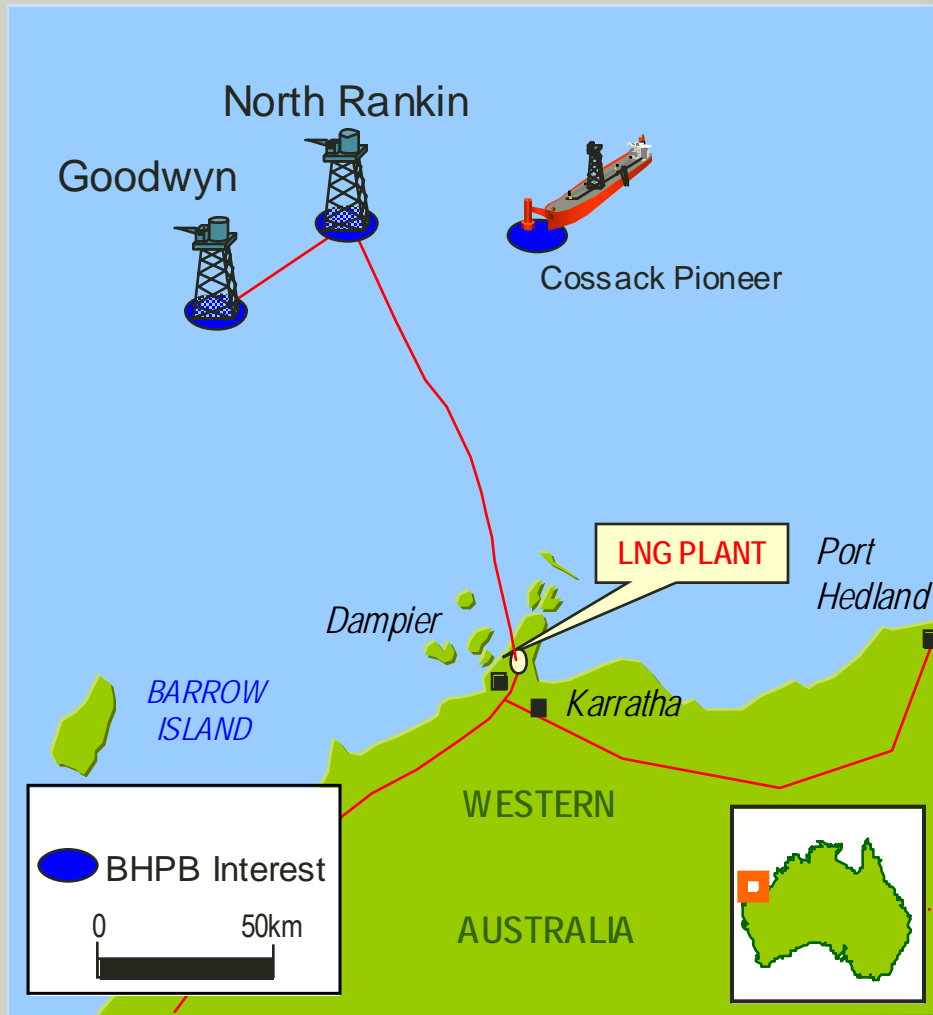 North Rankin
Goodwyn
Cossack Pioneer
LNG PLANT
Port
Hedland
Dampier
Karratha
BARROW
ISLAND
WESTERN
AUSTRALIA
BHPB Interest
0 50km